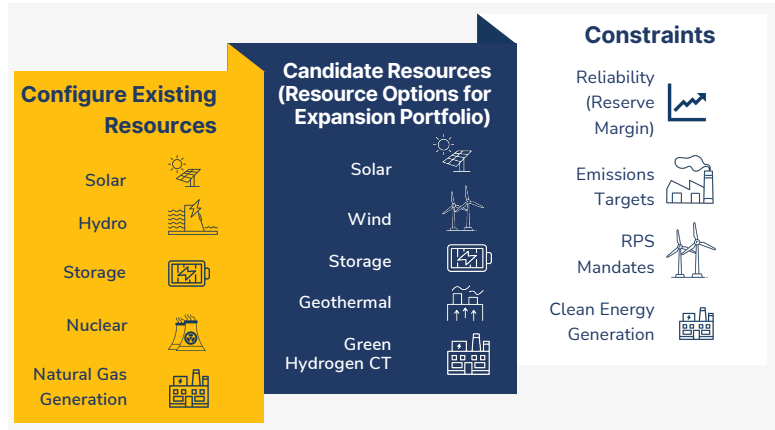 Configure Existing
Resources
Solar
Hydro
Storage
Nuclear
Natural Gas
Generation
Candidate Resources
(Resource Options for
Expansion Portfolio)
Solar
Wind
Storage
Geothermal
Green
Hydrogen CT
Constraints
Reliability
(Reserve
Margin)
Emissions
Targets
RPS
Mandates
Clean Energy
Generation